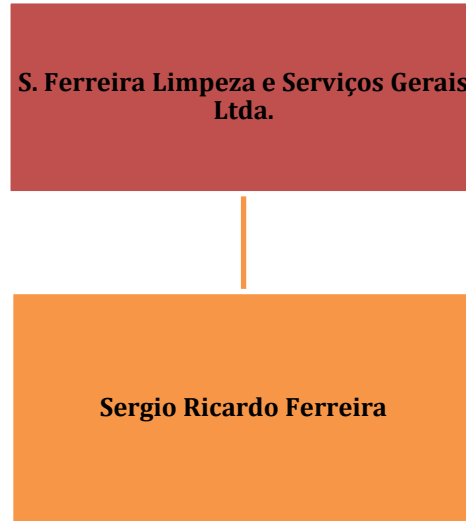 S. Ferreira Limpeza e Serviços Gerais
Ltda.
Sergio Ricardo Ferreira